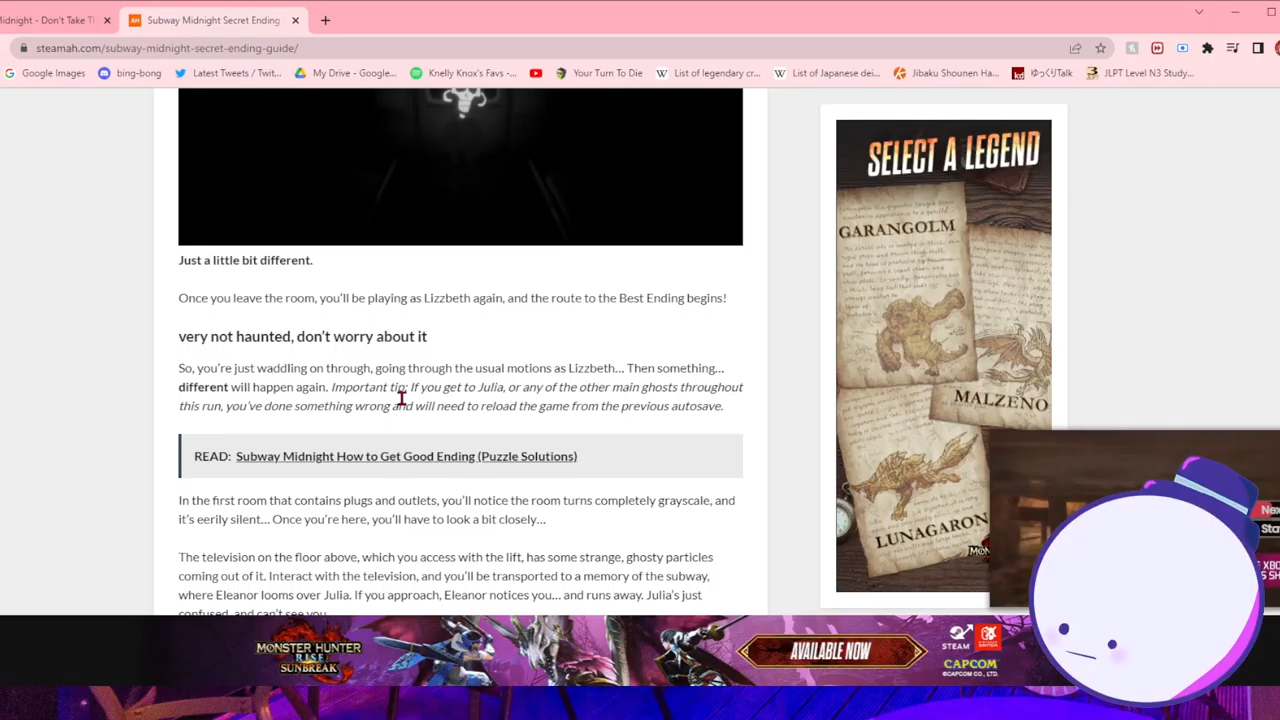 Midnight - Don't Take Tl
Subway Midnight Secret Ending
steamah.com/subway-midnight-secret-ending-guide/
Google Images
bing-bong
Latest Tweets / Twit...
My Drive - Google...
Knelly Knox's Favs -...
Your Turn To Die
List of legendary cr...
List of Japanese dei...
Jibaku Shounen Ha...
ゆっくりTalk
JLPT Level N3 Study...
Just a little bit different.
Once you leave the room, you'll be playing as Lizzbeth again, and the route to the Best Ending begins!
very not haunted, don't worry about it
So, you're just waddling on through, going through the usual motions as Lizzbeth... Then something...
different will happen again. Important tip: If you get to Julia, or any of the other main ghosts throughout
this run, you've done something wrong and will need to reload the game from the previous autosave.
READ: Subway Midnight How to Get Good Ending (Puzzle Solutions)
In the first room that contains plugs and outlets, you'll notice the room turns completely grayscale, and
it's eerily silent... Once you're here, you'll have to look a bit closely...
The television on the floor above, which you access with the lift, has some strange, ghosty particles
coming out of it. Interact with the television, and you'll be transported to a memory of the subway,
where Eleanor looms over Julia. If you approach, Eleanor notices you... and runs away. Julia's just
confused, and can't see you
SELECT A LEGEND
GARANGOLM
MALZENO
LUNAGARON
MONSTER HUNTER
RISE
SUNBREAK
AVAILABLE NOW
STEAM
CAPCOM
©CAPCOM CO., LTD.